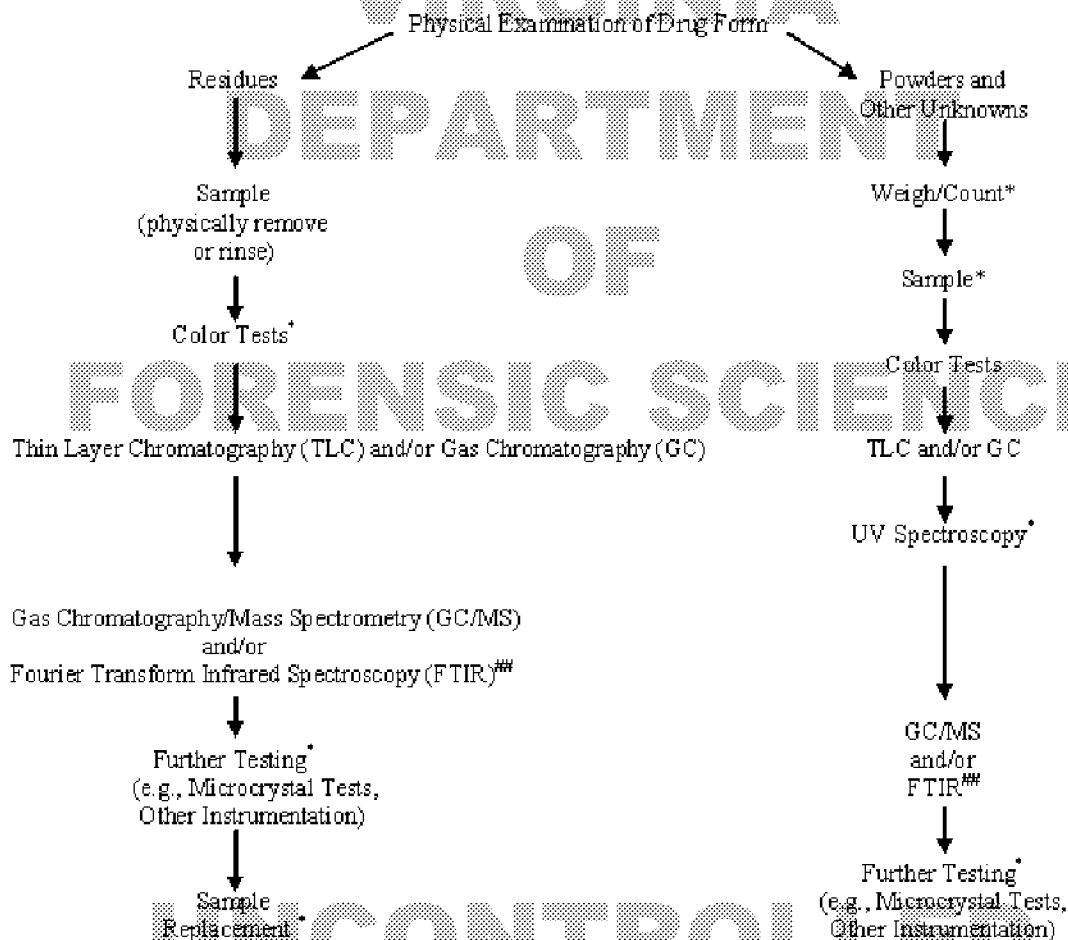 VIRGINIA
Physical Examination of Drug Form
Residues
Powders and
Other Unknowns
DEPARTMENT
Sample
(physically remove
or rinse)
Weigh/Count*
OF
Sample*
Color Tests*
Color Tests
FORENSIC SCIENCE
Thin Layer Chromatography (TLC) and/or Gas Chromatography (GC)
TLC and/or GC
UV Spectroscopy*
Gas Chromatography/Mass Spectrometry (GC/MS)
and/or
Fourier Transform Infrared Spectroscopy (FTIR)##
GC/MS
and/or
FTIR##
Further Testing*
(e.g., Microcrystal Tests,
Other Instrumentation)
Further Testing*
(e.g., Microcrystal Tests,
Other Instrumentation)
Sample
Replacement*